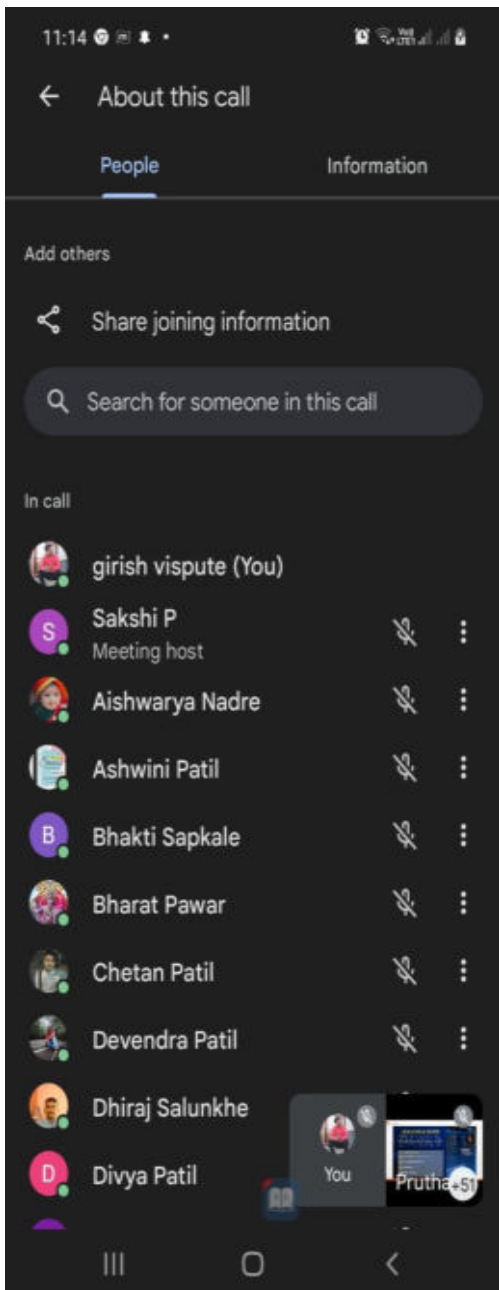 11:14
About this call
People Information
Add others
Share joining information
Search for someone in this call
In call
girish vispute (You)
S Sakshi P
Meeting host
Aishwarya Nadre
Ashwini Patil
B Bhakti Sapkale
Bharat Pawar
Chetan Patil
Devendra Patil
Dhiraj Salunkhe
D Divya Patil
You Prutha +51